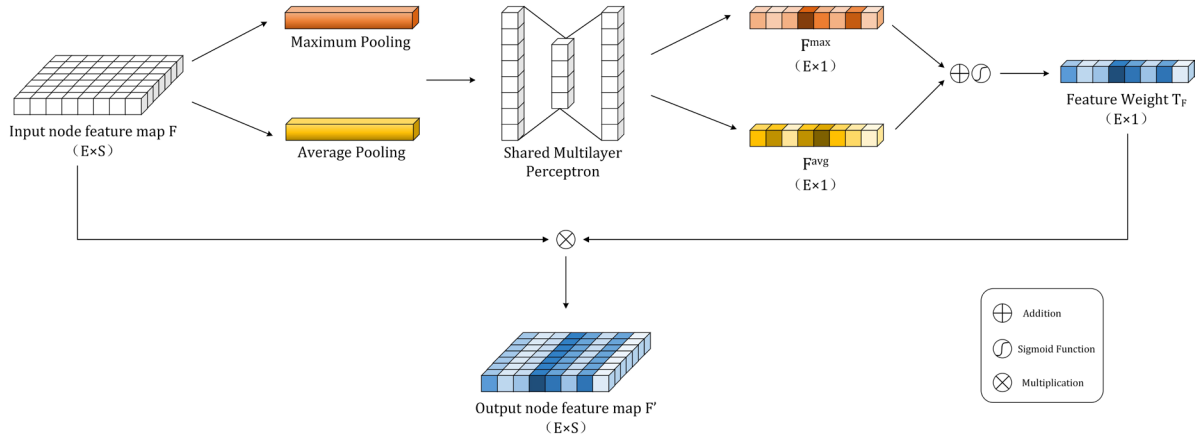 Maximum Pooling
Input node feature map F
（E×S）
Average Pooling
Shared Multilayer
Perceptron
Fᵐᵃˣ
（E×1）
Fᵃᵛᵍ
（E×1）
Feature Weight T_F
（E×1）
Output node feature map F'
（E×S）
Addition
Sigmoid Function
Multiplication